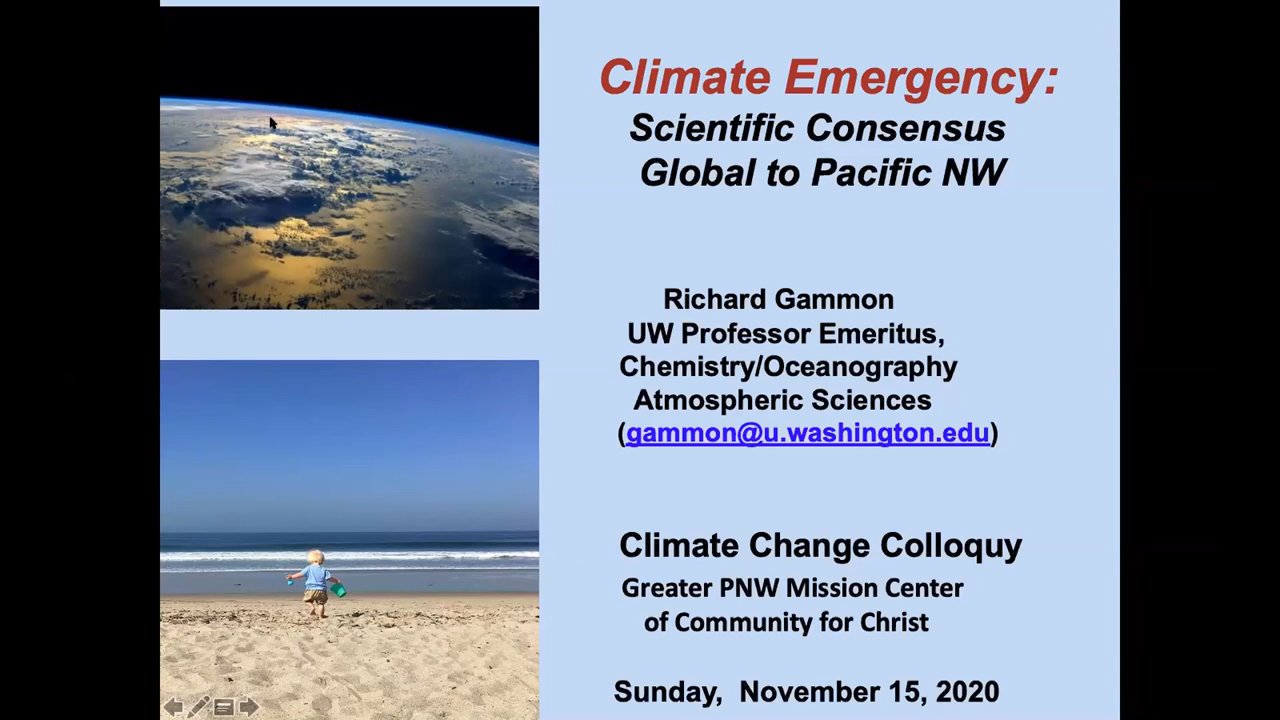 Climate Emergency:
Scientific Consensus
Global to Pacific NW
Richard Gammon
UW Professor Emeritus,
Chemistry/Oceanography
Atmospheric Sciences
(gammon@u.washington.edu)
Climate Change Colloquy
Greater PNW Mission Center
of Community for Christ
Sunday, November 15, 2020